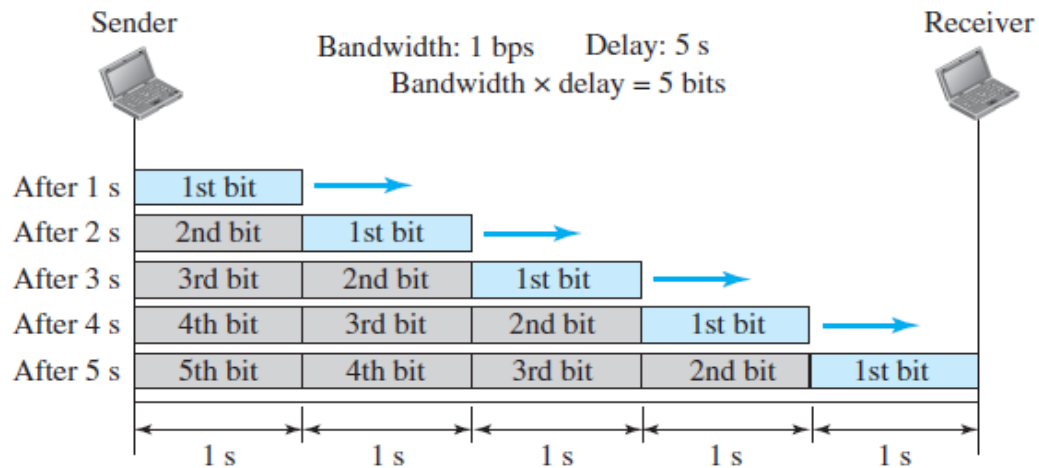 Sender Receiver
Bandwidth: 1 bps Delay: 5 s
Bandwidth × delay = 5 bits
After 1 s 1st bit
After 2 s 2nd bit 1st bit
After 3 s 3rd bit 2nd bit 1st bit
After 4 s 4th bit 3rd bit 2nd bit 1st bit
After 5 s 5th bit 4th bit 3rd bit 2nd bit 1st bit
1 s 1 s 1 s 1 s 1 s